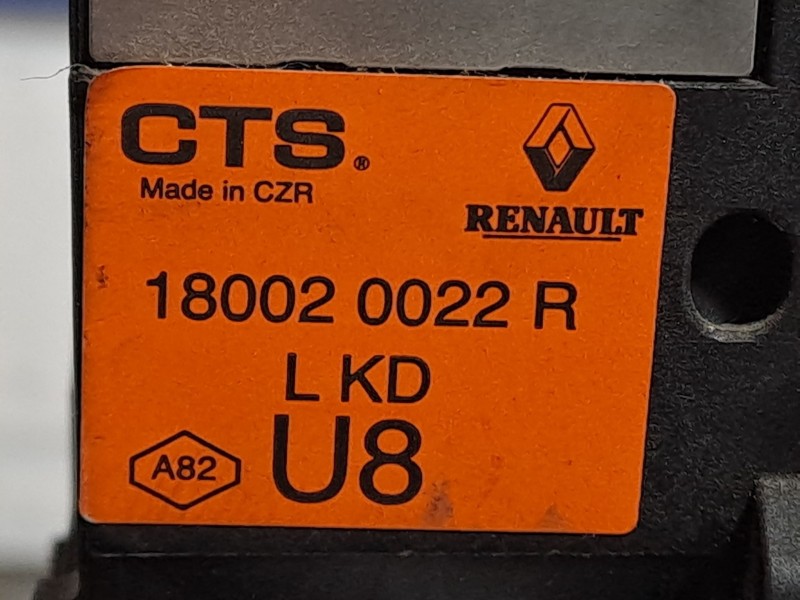 CTS®
Made in CZR
RENAULT
18002 0022 R
L KD
U8
A82